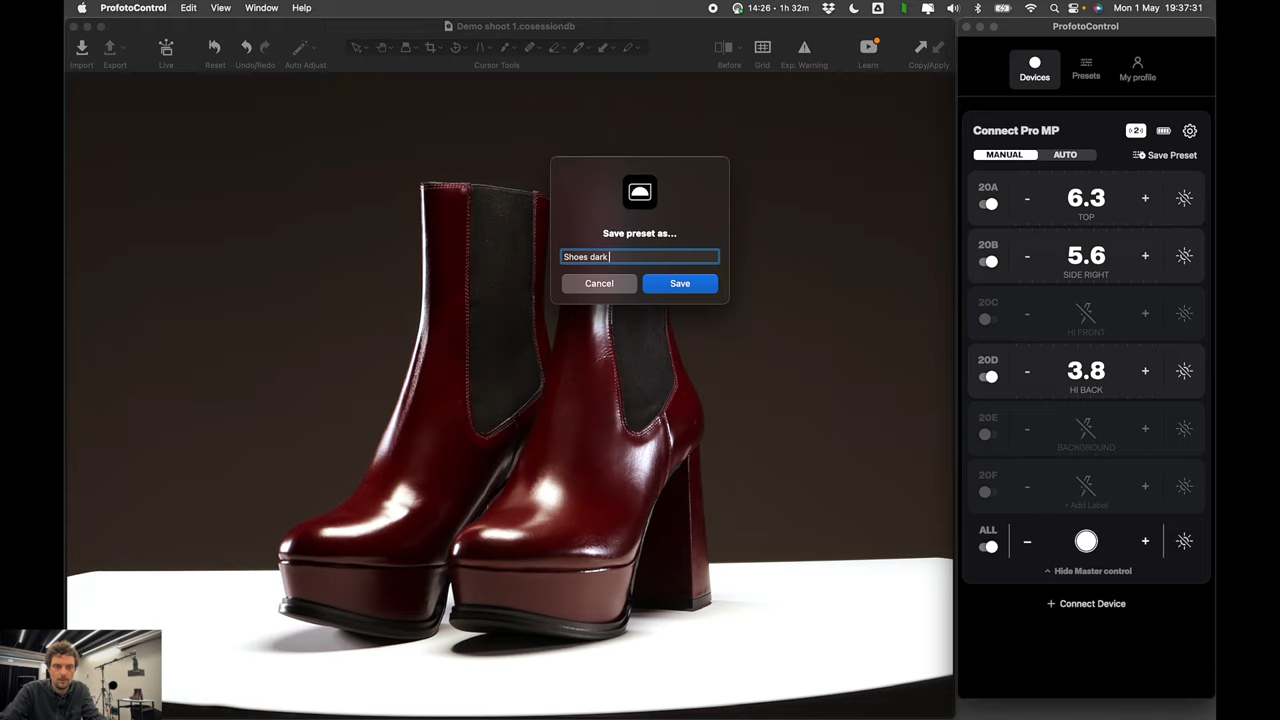 ProfotoControl Edit View Window Help
14:26 · 1h 32m
Mon 1 May 19:37:31
Demo shoot 1.cosessiondb
Import Export Live Reset Undo/Redo Auto Adjust Cursor Tools Before Grid Exp. Warning Learn Copy/Apply
Save preset as...
Shoes dark
Cancel Save
ProfotoControl
Devices Presets My profile
Connect Pro MP 2
MANUAL AUTO Save Preset
20A - 6.3 +
TOP
20B - 5.6 +
SIDE RIGHT
20C - +
HI FRONT
20D - 3.8 +
HI BACK
20E - +
BACKGROUND
20F - +
+ Add Label
ALL - +
Hide Master control
+ Connect Device